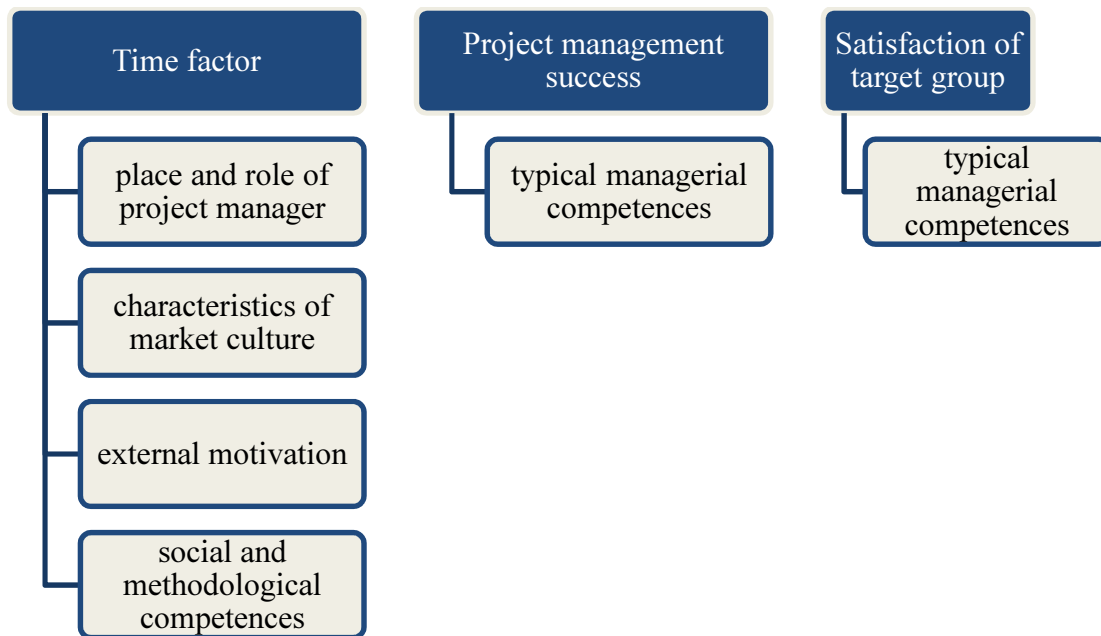 Time factor
place and role of
project manager
characteristics of
market culture
external motivation
social and
methodological
competences
Project management
success
typical managerial
competences
Satisfaction of
target group
typical
managerial
competences